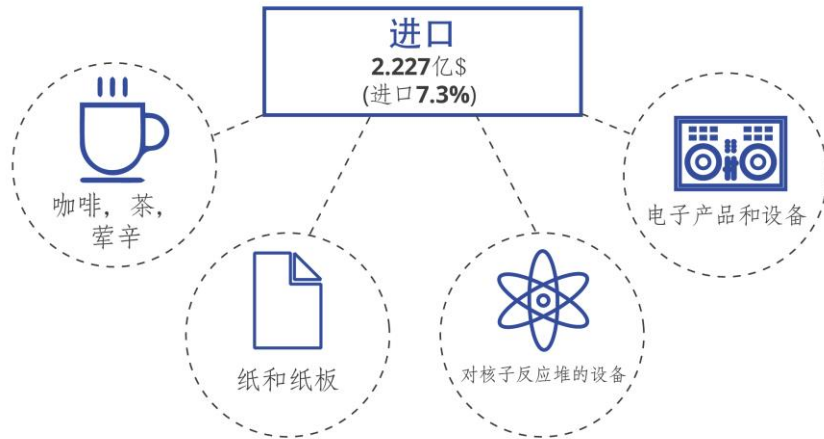 进口
2.227亿$
(进口7.3%)
咖啡，茶，
荤辛
电子产品和设备
纸和纸板
对核子反应堆的设备